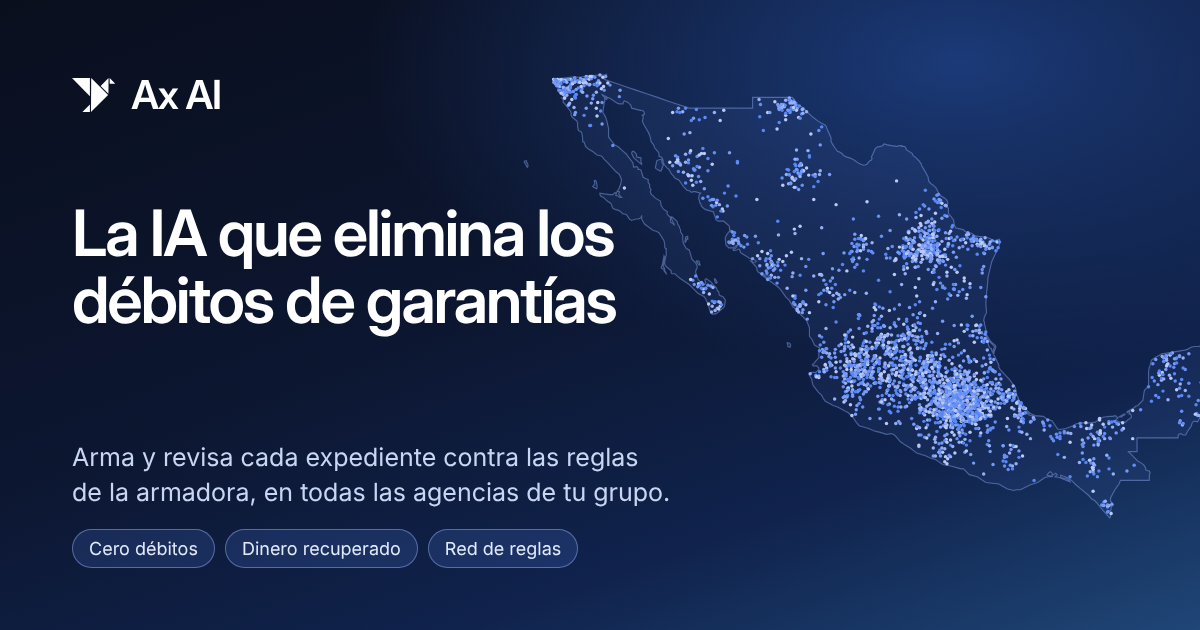 Ax AI
La IA que elimina los
débitos de garantías
Arma y revisa cada expediente contra las reglas
de la armadora, en todas las agencias de tu grupo.
Cero débitos
Dinero recuperado
Red de reglas